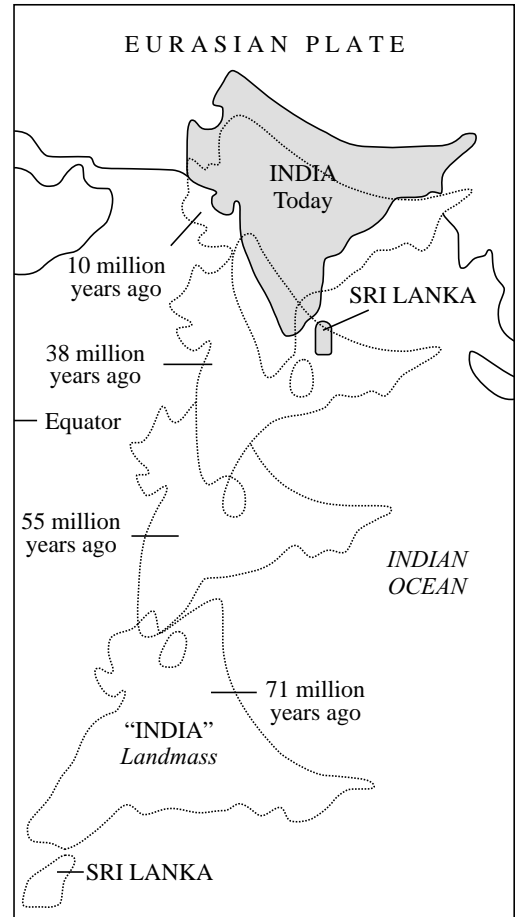 EURASIAN PLATE
INDIA
Today
10 million
years ago
SRI LANKA
38 million
years ago
Equator
55 million
years ago
INDIAN
OCEAN
71 million
years ago
“INDIA”
Landmass
SRI LANKA